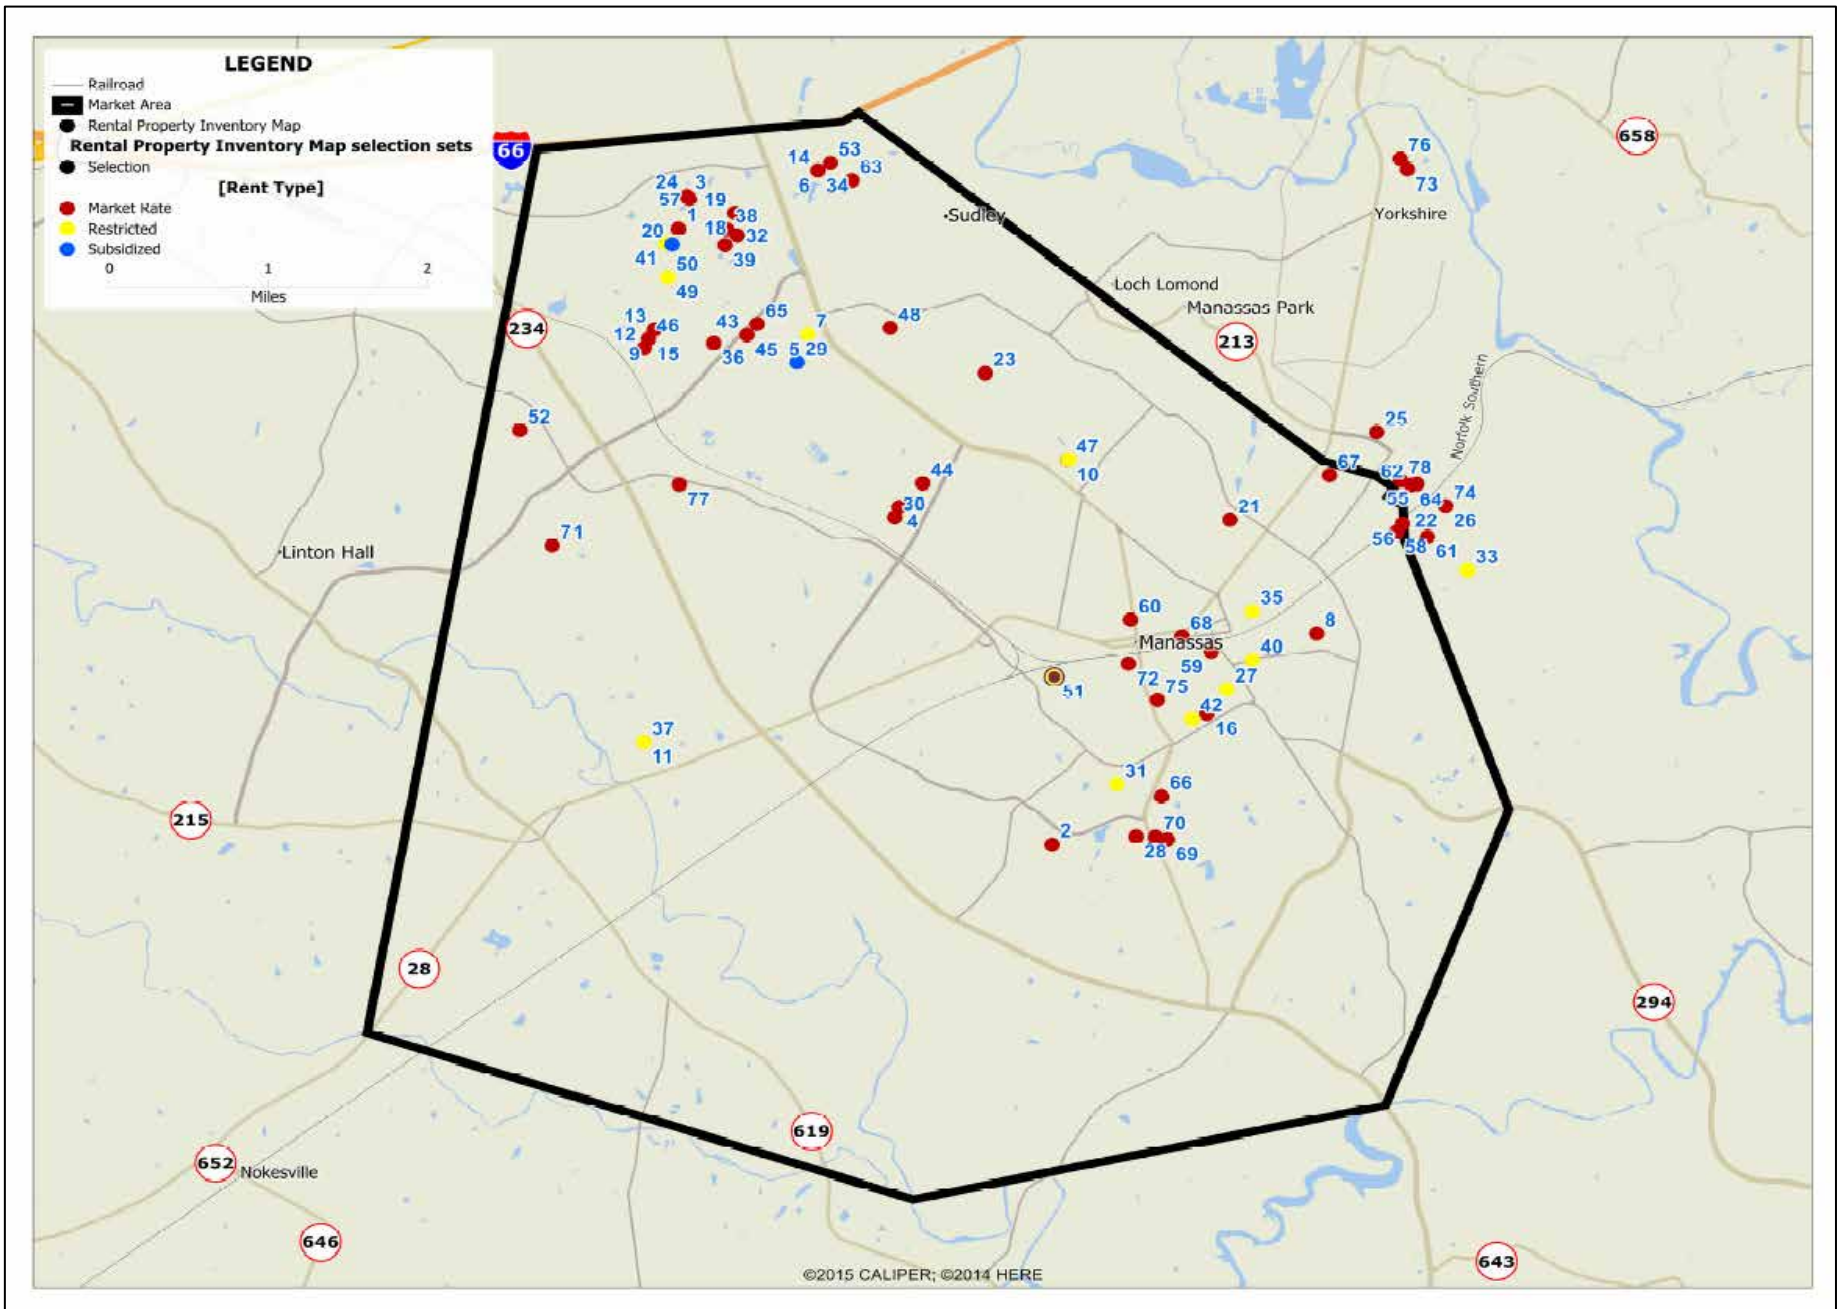 LEGEND
Railroad
Market Area
Rental Property Inventory Map
Rental Property Inventory Map selection sets
Selection
[Rent Type]
Market Rate
Restricted
Subsidized
0 1 2
Miles
66
658
14 53
63
6 34
24 3
57 19
1
38
20 18
32
41 50
39
49
Sudley
76
73
Yorkshire
Loch Lomond
Manassas Park
213
234
13 46
12
9 15
43 65
36 45
7
5 29
48
23
52
25
Norfolk Southern
47
10
44
30
4
77
71
67
62 78
55 64 74
22 26
56 58 61
33
21
Linton Hall
35
60
68
8
Manassas
40
59
72
27
75
51
42
16
37
11
31
66
2
70
28 69
215
28
294
619
652 Nokesville
646
643
©2015 CALIPER; ©2014 HERE